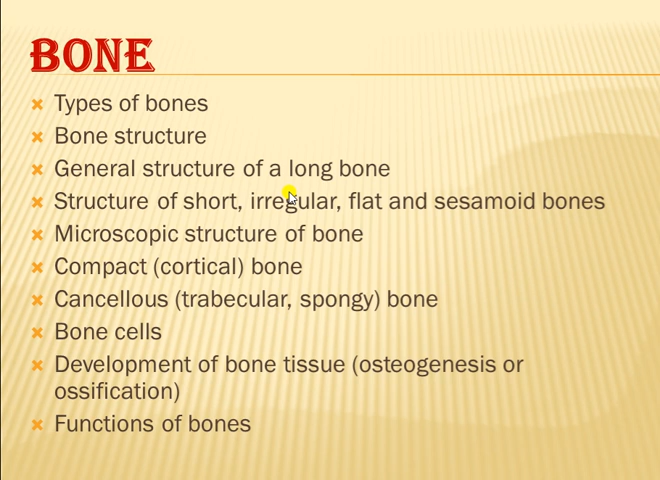 BONE
Types of bones
Bone structure
General structure of a long bone
Structure of short, irregular, flat and sesamoid bones
Microscopic structure of bone
Compact (cortical) bone
Cancellous (trabecular, spongy) bone
Bone cells
Development of bone tissue (osteogenesis or
ossification)
Functions of bones